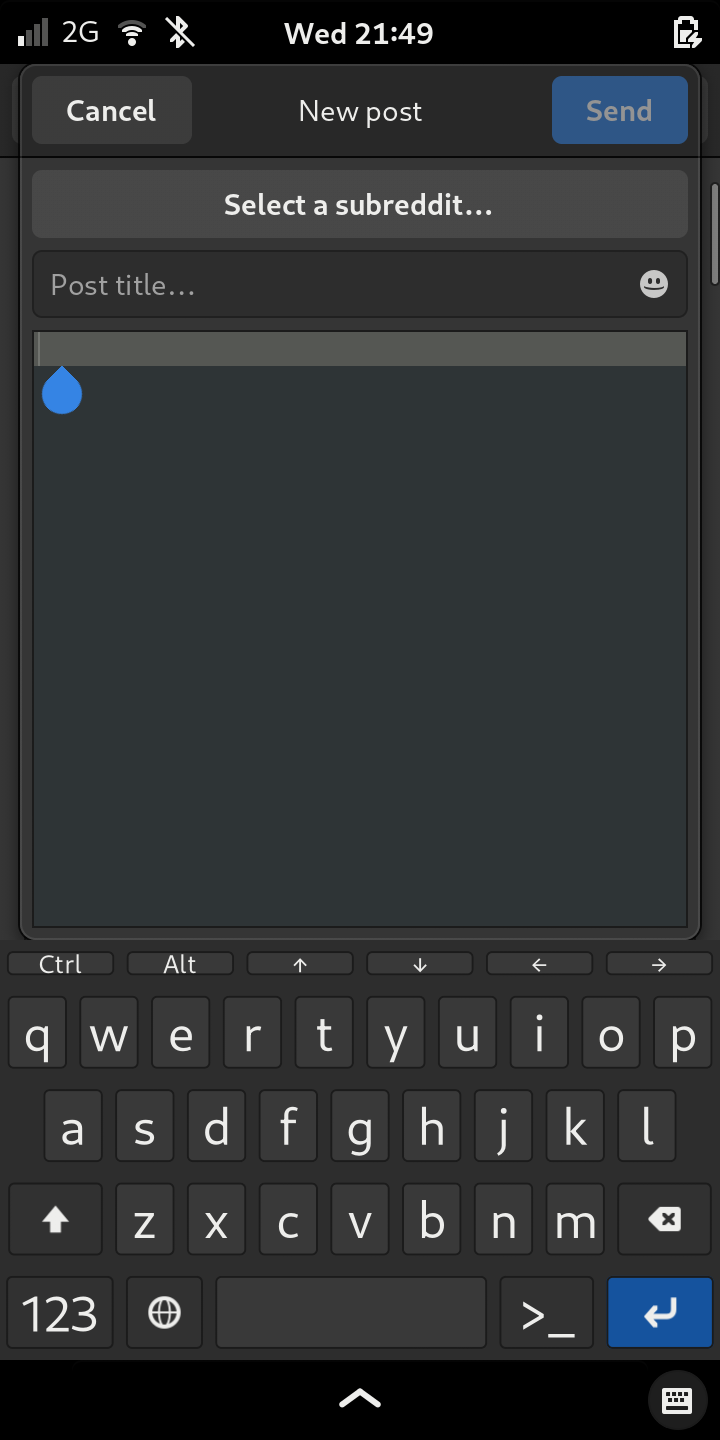 2G Wed 21:49
Cancel New post Send
Select a subreddit...
Post title...
Ctrl Alt ↑ ↓ ← →
q w e r t y u i o p
a s d f g h j k l
z x c v b n m
123 >_